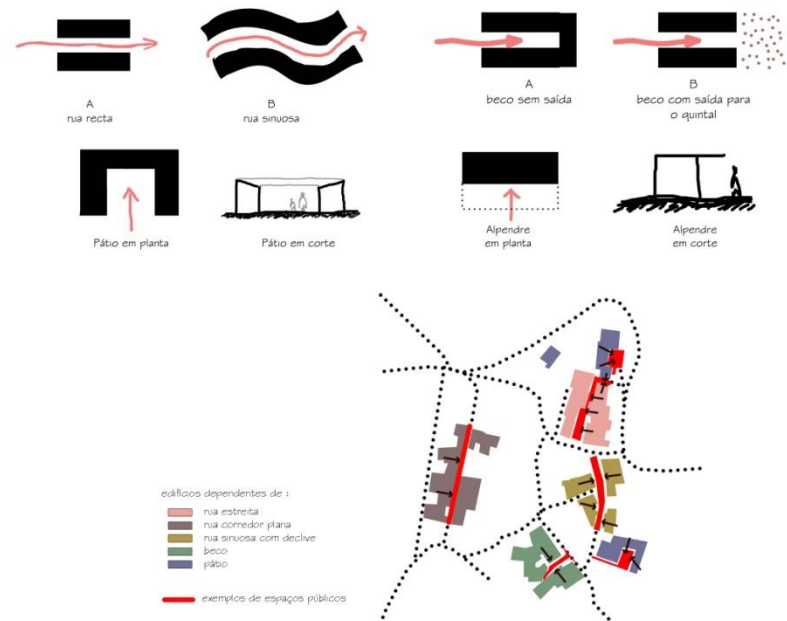 A
rua recta
B
rua sinuosa
A
beco sem saída
B
beco com saída para
o quintal
Pátio em planta
Pátio em corte
Alpendre
em planta
Alpendre
em corte
edifícios dependentes de :
rua estreita
rua corredor plana
rua sinuosa com declive
beco
pátio
exemplos de espaços públicos